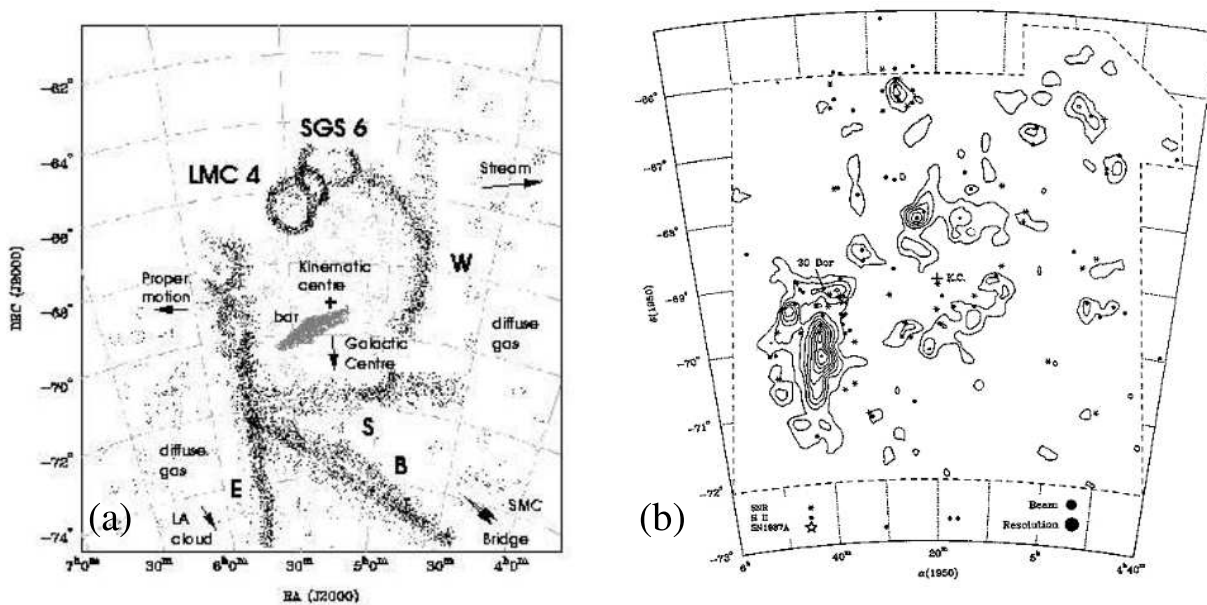 SGS 6
LMC 4
Stream
W
Kinematic
centre
Proper
motion
bar
diffuse
gas
Galactic
Centre
S
B
diffuse
gas
E
LA
cloud
SMC
Bridge
(a)
DEC (J2000)
-62°
-64°
-66°
-68°
-70°
-72°
-74°
7h0m 30m 6h0m 30m 5h0m 30m 4h0m
RA (J2000)
-66°
-67°
-68°
-69°
-70°
-71°
-72°
-73°
δ(1950)
30 Dor
K.C.
SNR
H II
SN1987A
Beam
Resolution
(b)
6h 40m 20m 5h 4h40m
α(1950)